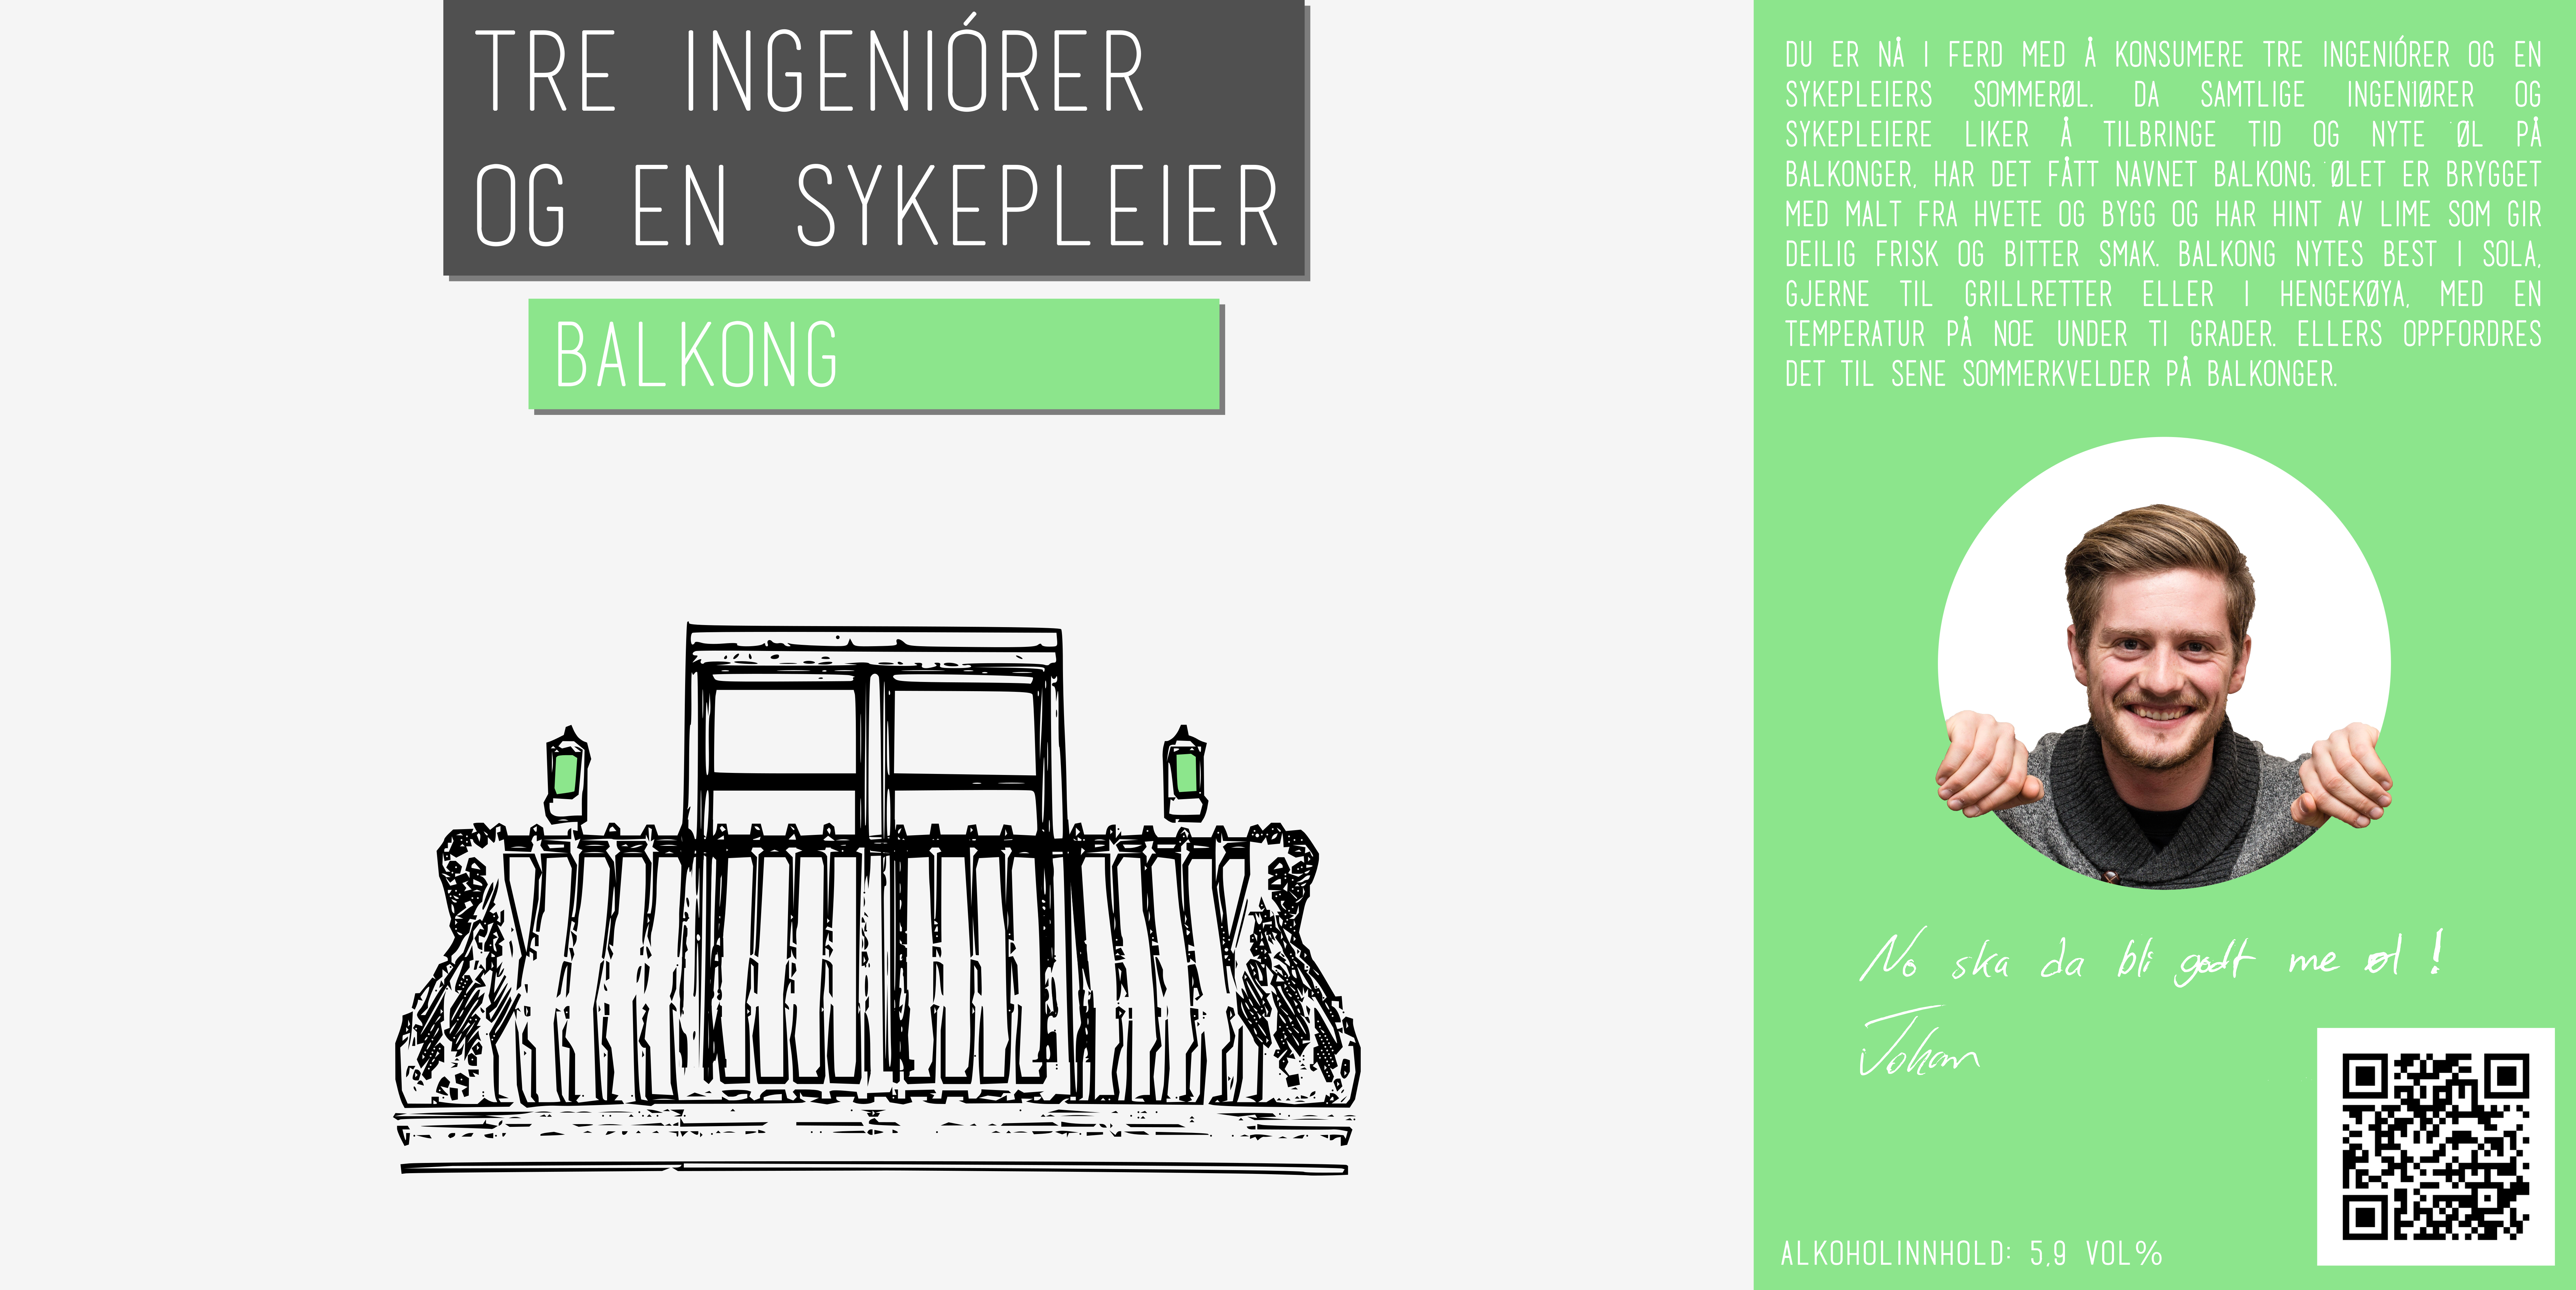 TRE INGENIÓRER
OG EN SYKEPLEIER
BALKONG
DU ER NÅ I FERD MED Å KONSUMERE TRE INGENIÓRER OG EN
SYKEPLEIERS SOMMERØL. DA SAMTLIGE INGENIØRER OG
SYKEPLEIERE LIKER Å TILBRINGE TID OG NYTE ØL PÅ
BALKONGER, HAR DET FÅTT NAVNET BALKONG. ØLET ER BRYGGET
MED MALT FRA HVETE OG BYGG OG HAR HINT AV LIME SOM GIR
DEILIG FRISK OG BITTER SMAK. BALKONG NYTES BEST I SOLA,
GJERNE TIL GRILLRETTER ELLER I HENGEKØYA, MED EN
TEMPERATUR PÅ NOE UNDER TI GRADER. ELLERS OPPFORDRES
DET TIL SENE SOMMERKVELDER PÅ BALKONGER.
No ska da bli godt me øl !
Johan
ALKOHOLINNHOLD: 5,9 VOL%